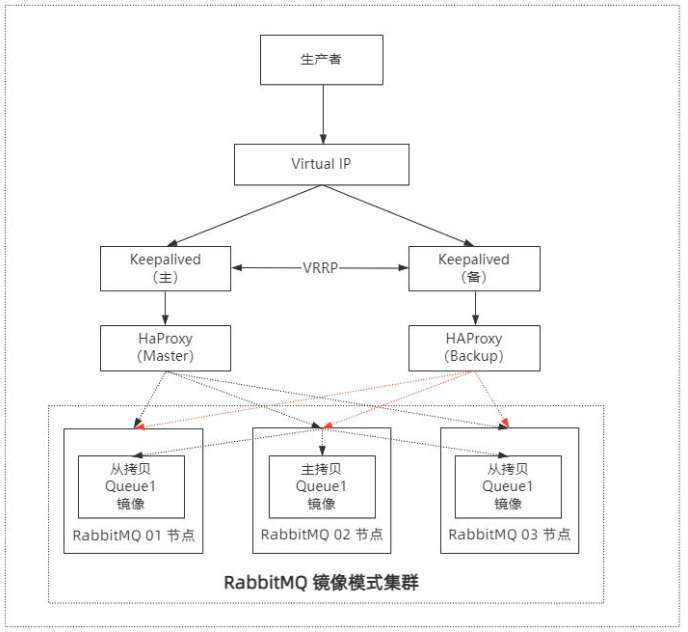 生产者
Virtual IP
Keepalived
（主）
VRRP
Keepalived
（备）
HaProxy
（Master）
HAProxy
（Backup）
从拷贝
Queue1
镜像
RabbitMQ 01 节点
主拷贝
Queue1
镜像
RabbitMQ 02 节点
从拷贝
Queue1
镜像
RabbitMQ 03 节点
RabbitMQ 镜像模式集群